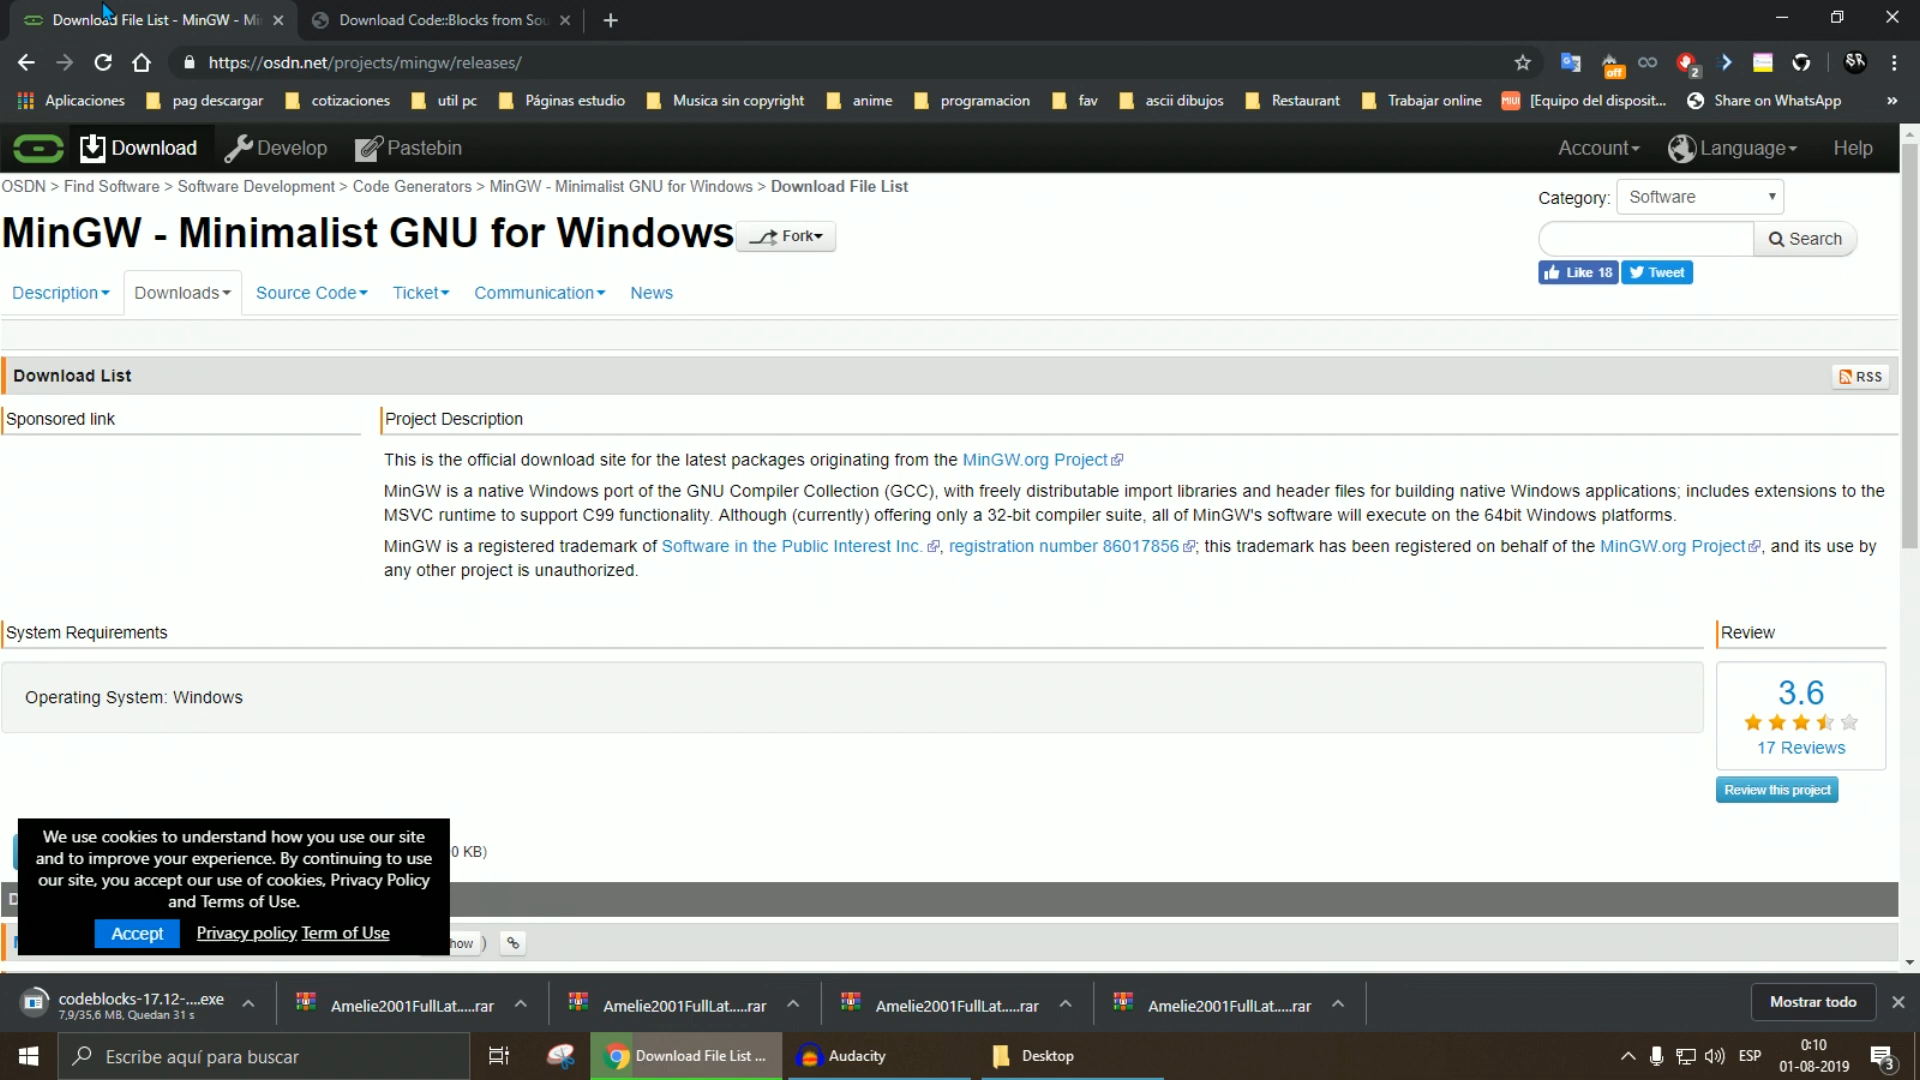 Download File List - MinGW - Mi
Download Code::Blocks from Sou
https://osdn.net/projects/mingw/releases/
off
2
SR
Aplicaciones
pag descargar
cotizaciones
util pc
Páginas estudio
Musica sin copyright
anime
programacion
fav
ascii dibujos
Restaurant
Trabajar online
[Equipo del disposit...
Share on WhatsApp
»
Download
Develop
Pastebin
Account
Language
Help
OSDN > Find Software > Software Development > Code Generators > MinGW - Minimalist GNU for Windows > Download File List
Category:
Software
MinGW - Minimalist GNU for Windows
Fork
Search
Like 18
Tweet
Description
Downloads
Source Code
Ticket
Communication
News
Download List
RSS
Sponsored link
Project Description
This is the official download site for the latest packages originating from the MinGW.org Project
MinGW is a native Windows port of the GNU Compiler Collection (GCC), with freely distributable import libraries and header files for building native Windows applications; includes extensions to the
MSVC runtime to support C99 functionality. Although (currently) offering only a 32-bit compiler suite, all of MinGW's software will execute on the 64bit Windows platforms.
MinGW is a registered trademark of Software in the Public Interest Inc. , registration number 86017856 ; this trademark has been registered on behalf of the MinGW.org Project , and its use by
any other project is unauthorized.
System Requirements
Review
Operating System: Windows
3.6
17 Reviews
Review this project
We use cookies to understand how you use our site
and to improve your experience. By continuing to use
our site, you accept our use of cookies, Privacy Policy
and Terms of Use.
Accept
Privacy policy Term of Use
0 KB)
how )
codeblocks-17.12-....exe
7,9/35,6 MB, Quedan 31 s
Amelie2001FullLat.....rar
Amelie2001FullLat.....rar
Amelie2001FullLat.....rar
Amelie2001FullLat.....rar
Mostrar todo
Escribe aquí para buscar
Download File List ...
Audacity
Desktop
ESP
0:10
01-08-2019
3